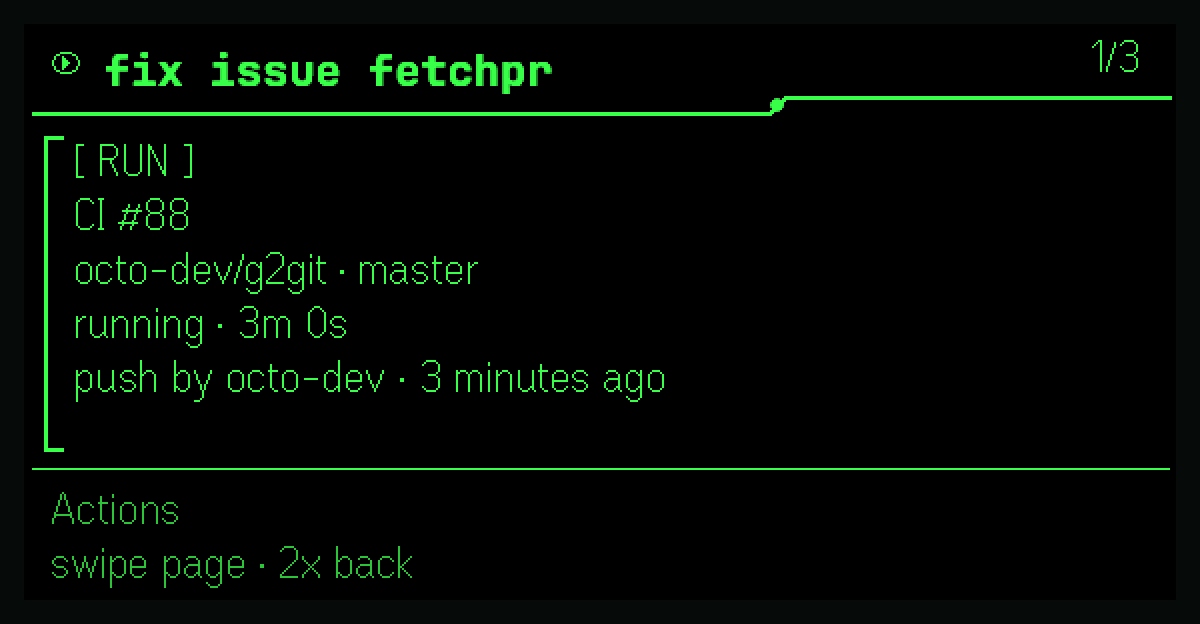 fix issue fetchpr
1/3
[ RUN ]
CI #88
octo-dev/g2git · master
running · 3m 0s
push by octo-dev · 3 minutes ago
Actions
swipe page · 2x back